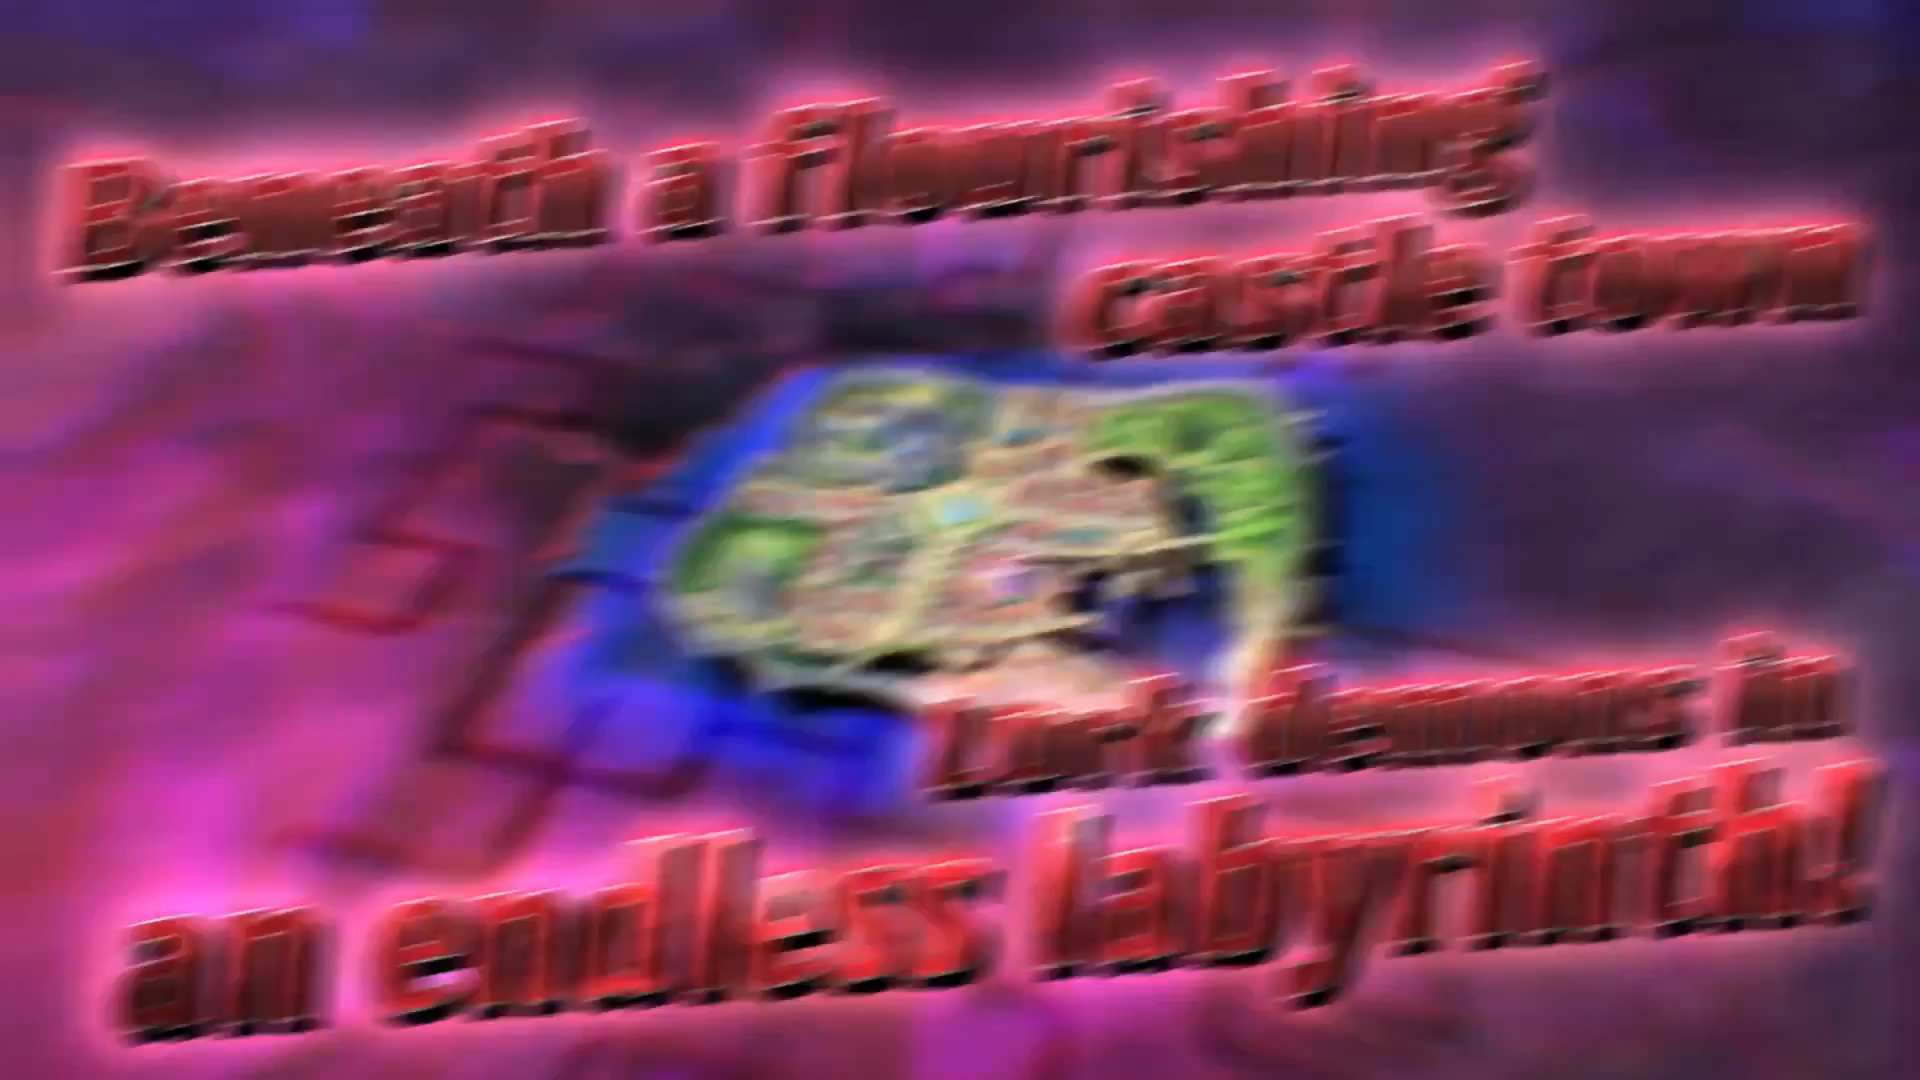 Beneath a flourishing
castle town
Lurk demons in
an endless labyrinth!